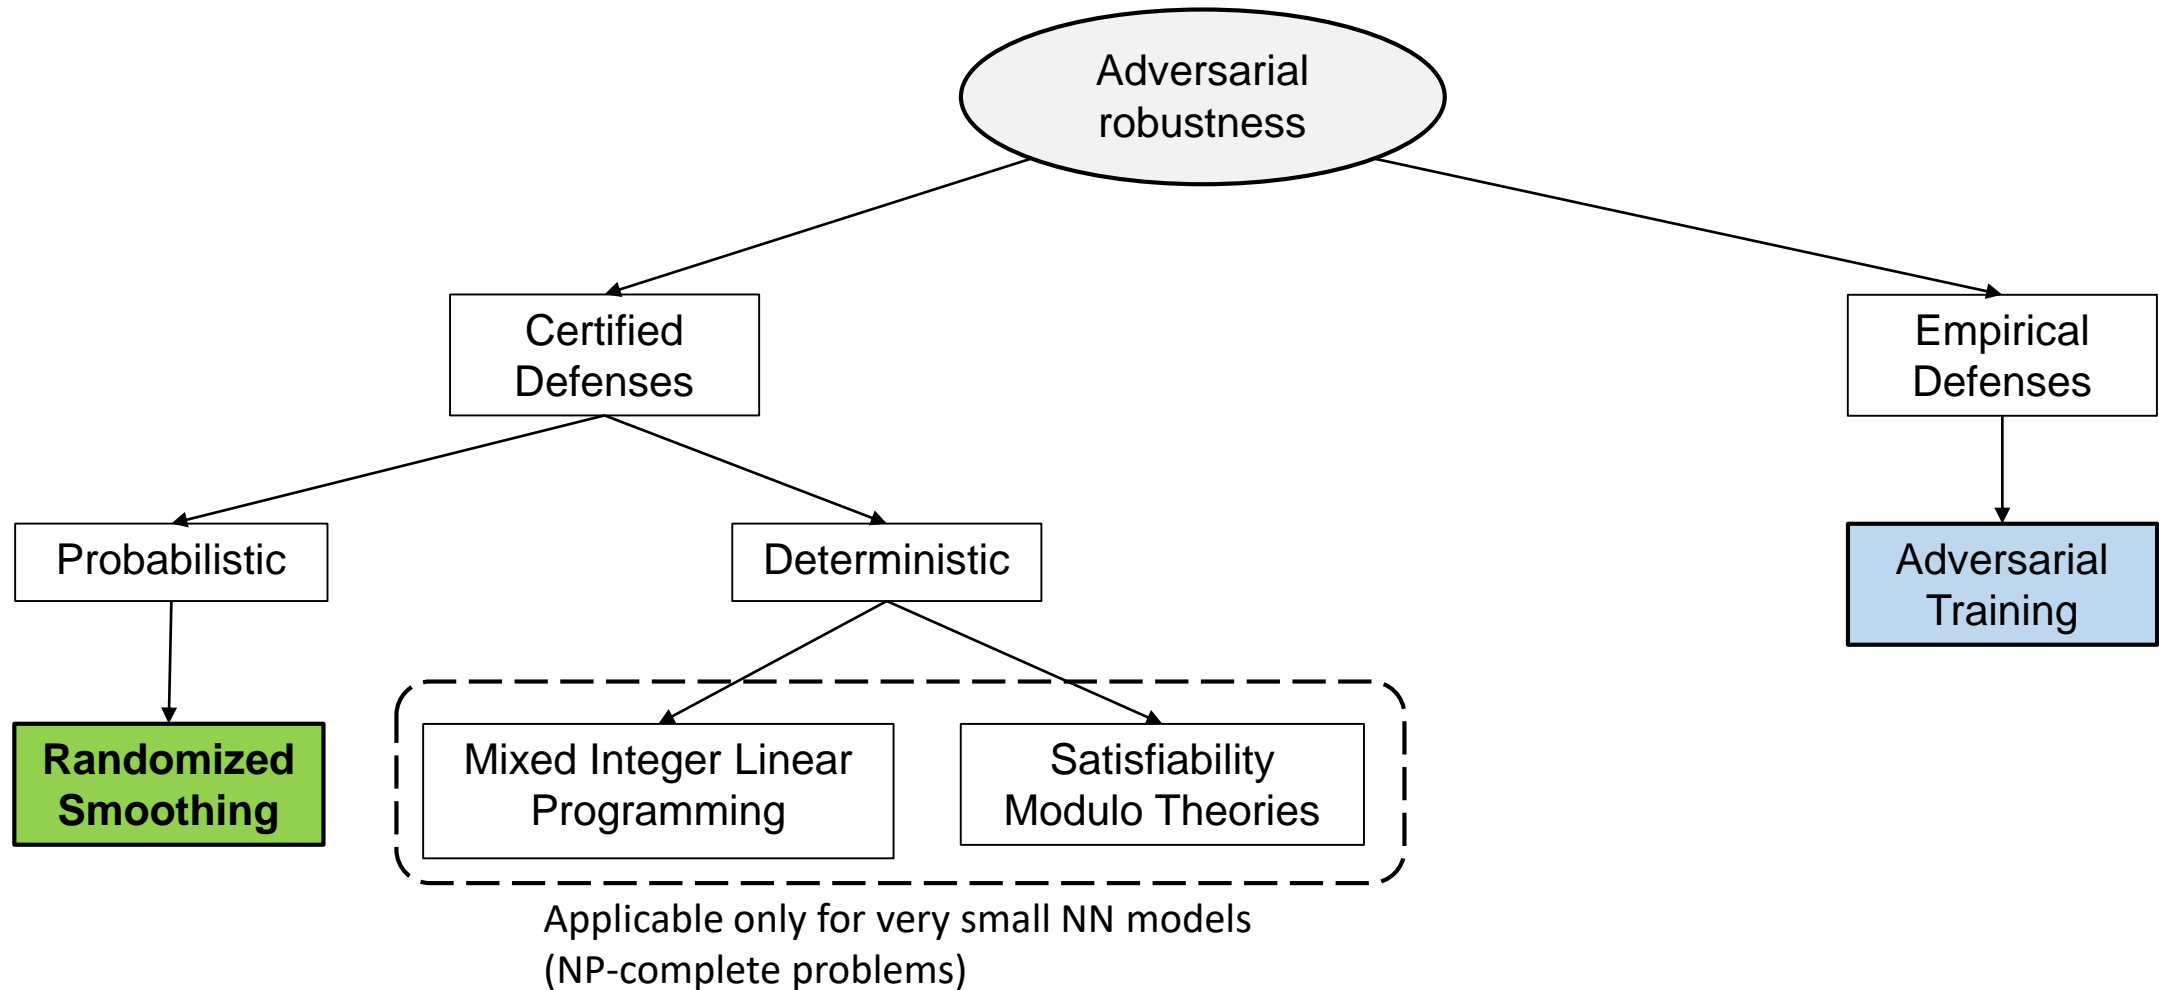 Adversarial
robustness
Certified
Defenses
Empirical
Defenses
Probabilistic
Deterministic
Adversarial
Training
Randomized
Smoothing
Mixed Integer Linear
Programming
Satisfiability
Modulo Theories
Applicable only for very small NN models
(NP-complete problems)